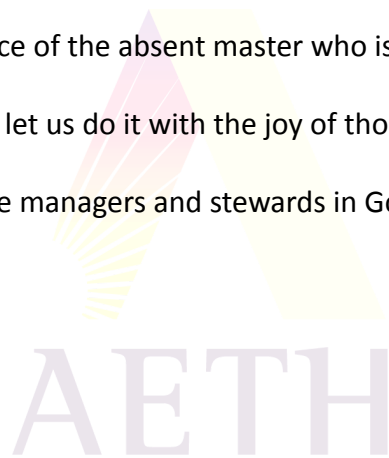 ce of the absent master who is
let us do it with the joy of tho
e managers and stewards in Go
AETH